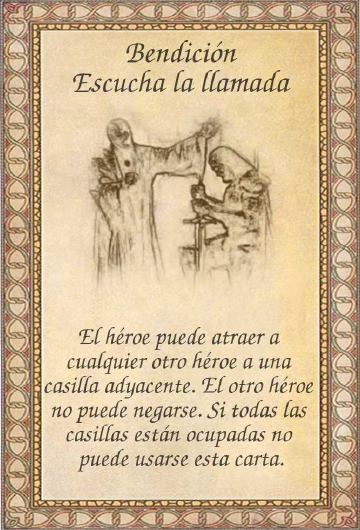 Bendición
Escucha la llamada
El héroe puede atraer a
cualquier otro héroe a una
casilla adyacente. El otro héroe
no puede negarse. Si todas las
casillas están ocupadas no
puede usarse esta carta.